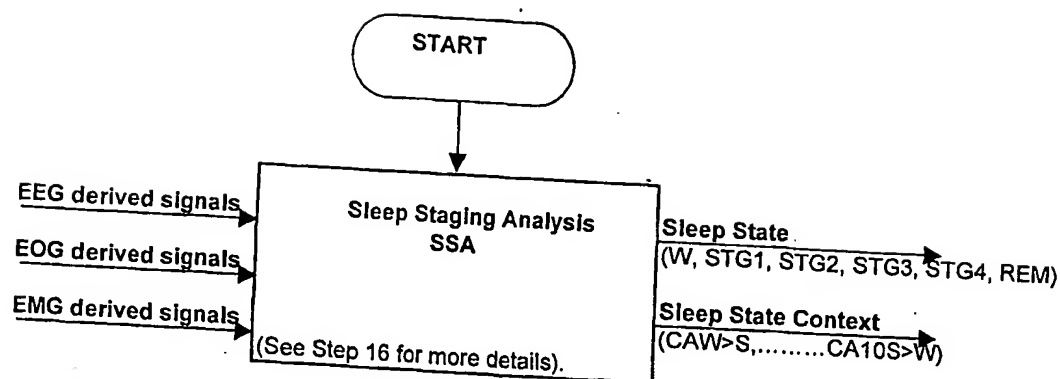 START
EEG derived signals
EOG derived signals
EMG derived signals
Sleep Staging Analysis
SSA
(See Step 16 for more details).
Sleep State
(W, STG1, STG2, STG3, STG4, REM)
Sleep State Context
(CAW>S,.........CA10S>W)